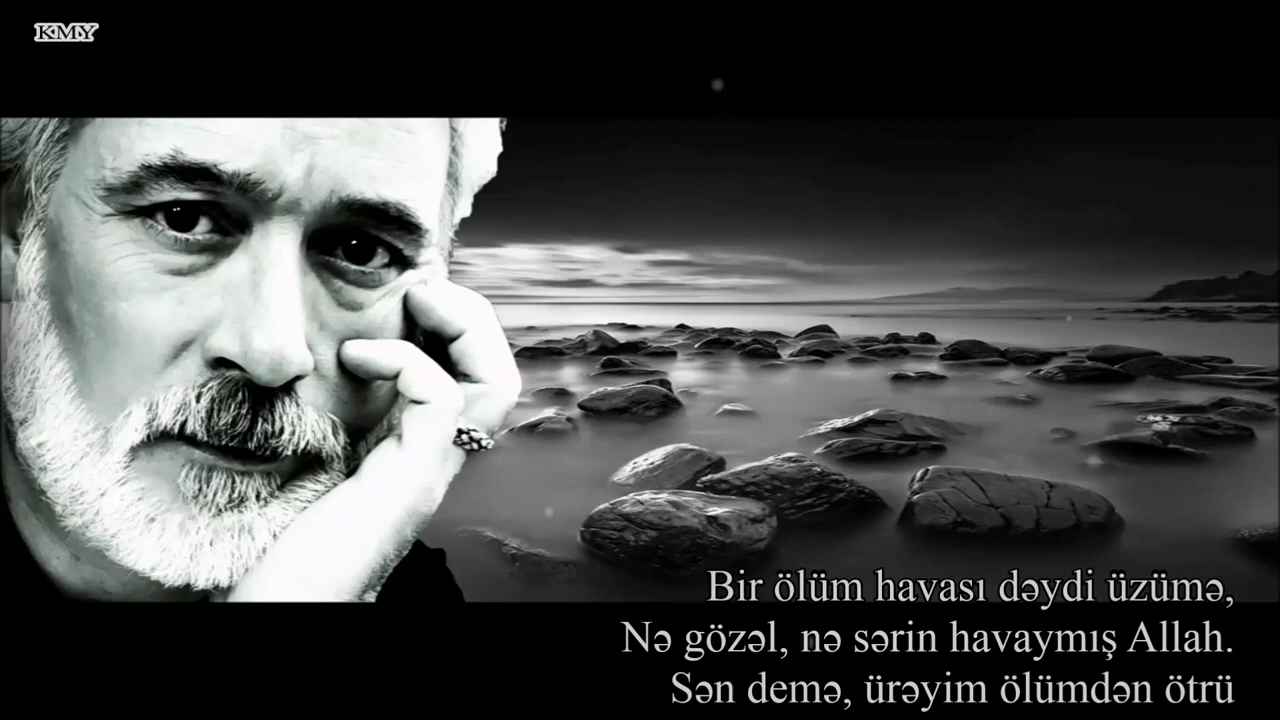 KMY
Bir ölüm havası dəydi üzümə,
Nə gözəl, nə sərin havaymış Allah.
Sən demə, ürəyim ölümdən ötrü